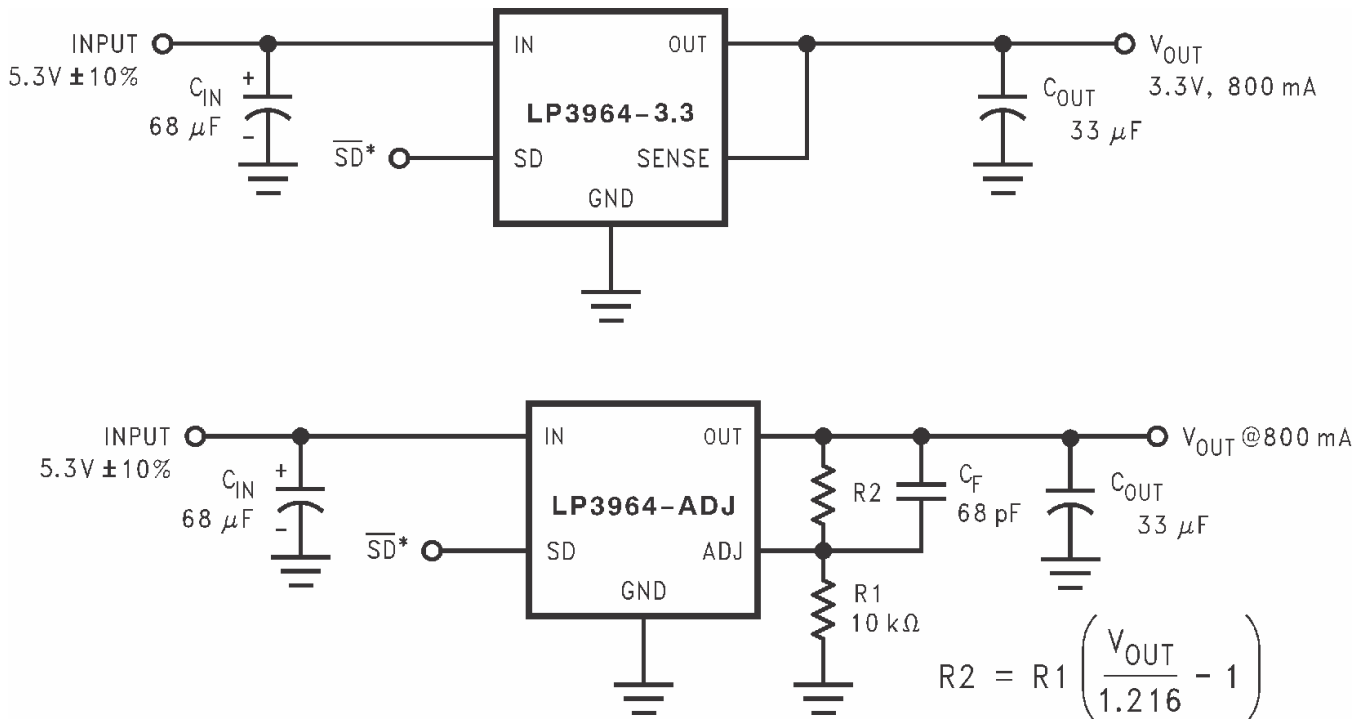 INPUT
5.3V ±10%
C_IN
68 μF
+
−
S̅D̅*
IN
OUT
LP3964-3.3
SD
SENSE
GND
V_OUT
3.3V, 800 mA
C_OUT
33 μF
INPUT
5.3V ±10%
C_IN
68 μF
+
−
S̅D̅*
IN
OUT
LP3964-ADJ
SD
ADJ
GND
R2
C_F
68 pF
R1
10 kΩ
C_OUT
33 μF
V_OUT @800 mA
R2 = R1 (V_OUT / 1.216 - 1)